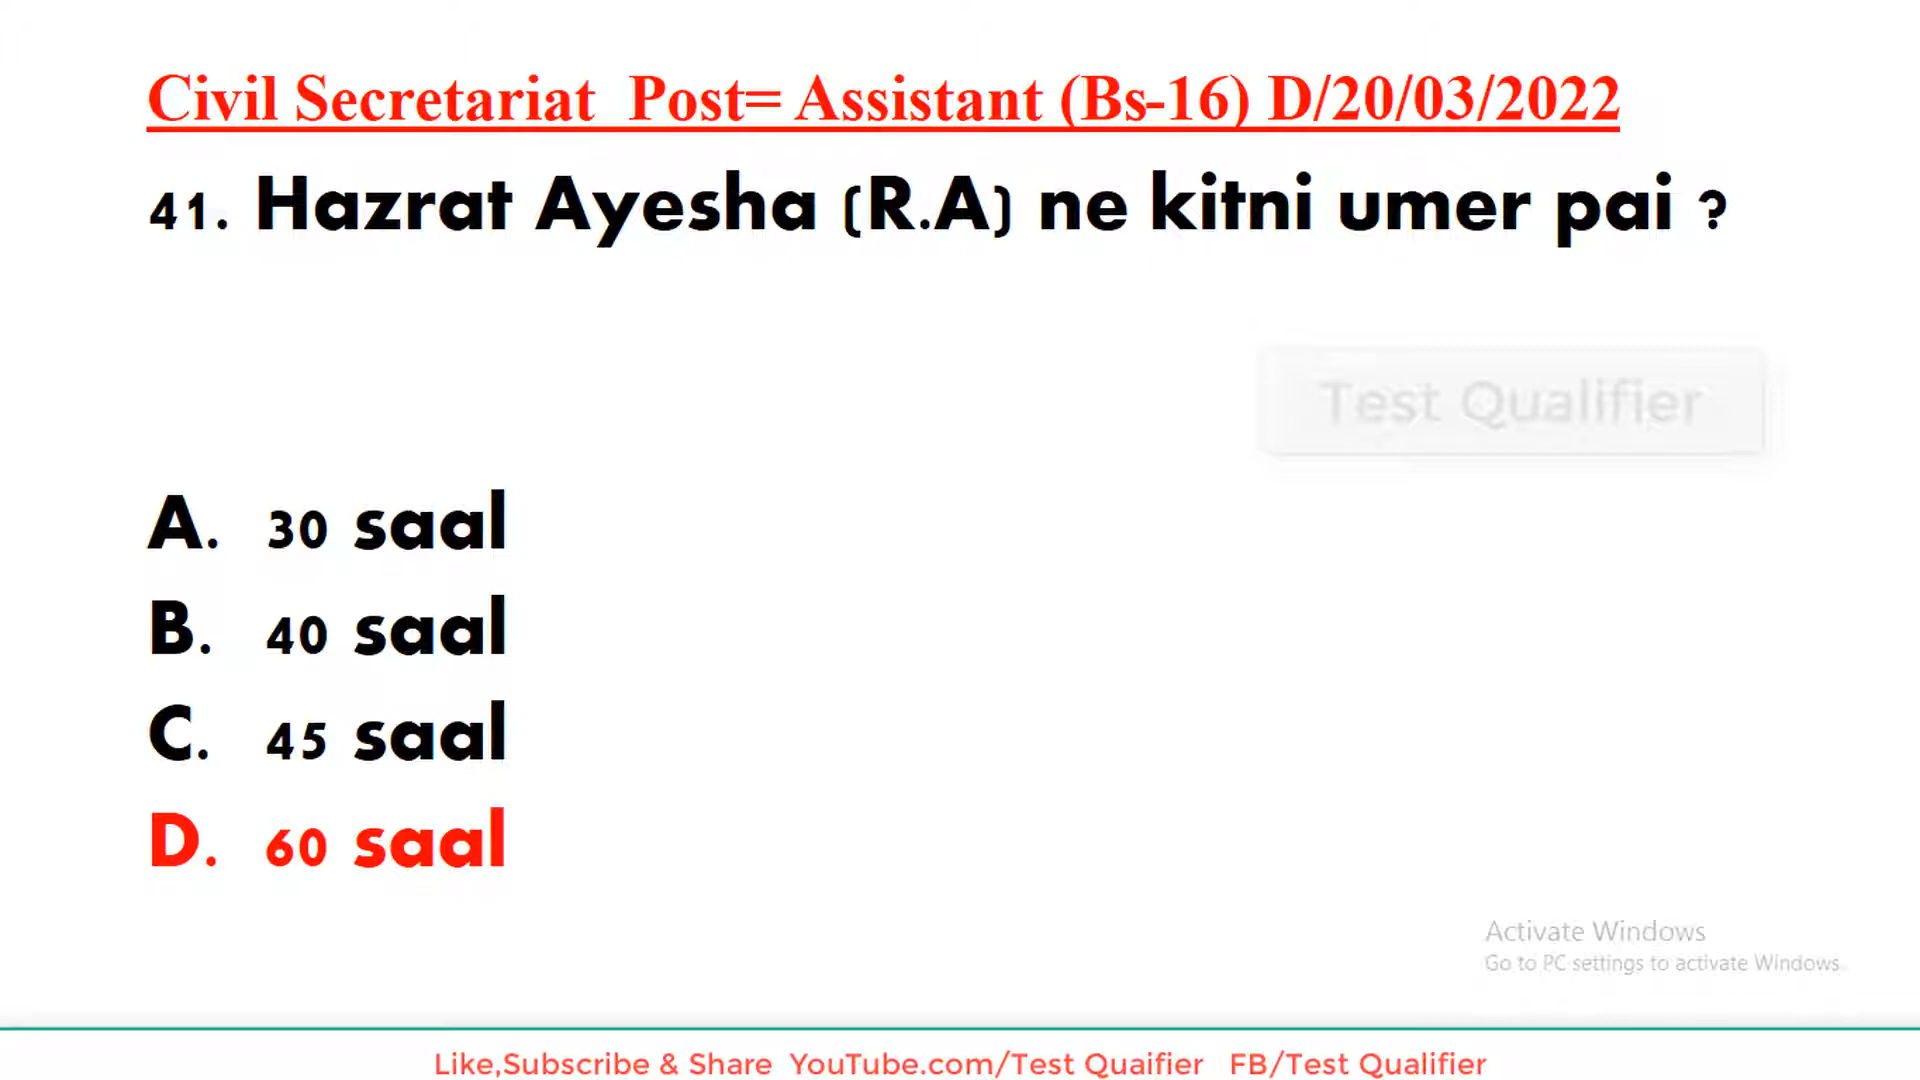 Civil Secretariat Post= Assistant (Bs-16) D/20/03/2022
41. Hazrat Ayesha (R.A) ne kitni umer pai ?
Test Qualifier
A. 30 saal
B. 40 saal
C. 45 saal
D. 60 saal
Activate Windows
Go to PC settings to activate Windows.
Like,Subscribe & Share YouTube.com/Test Quaifier FB/Test Qualifier